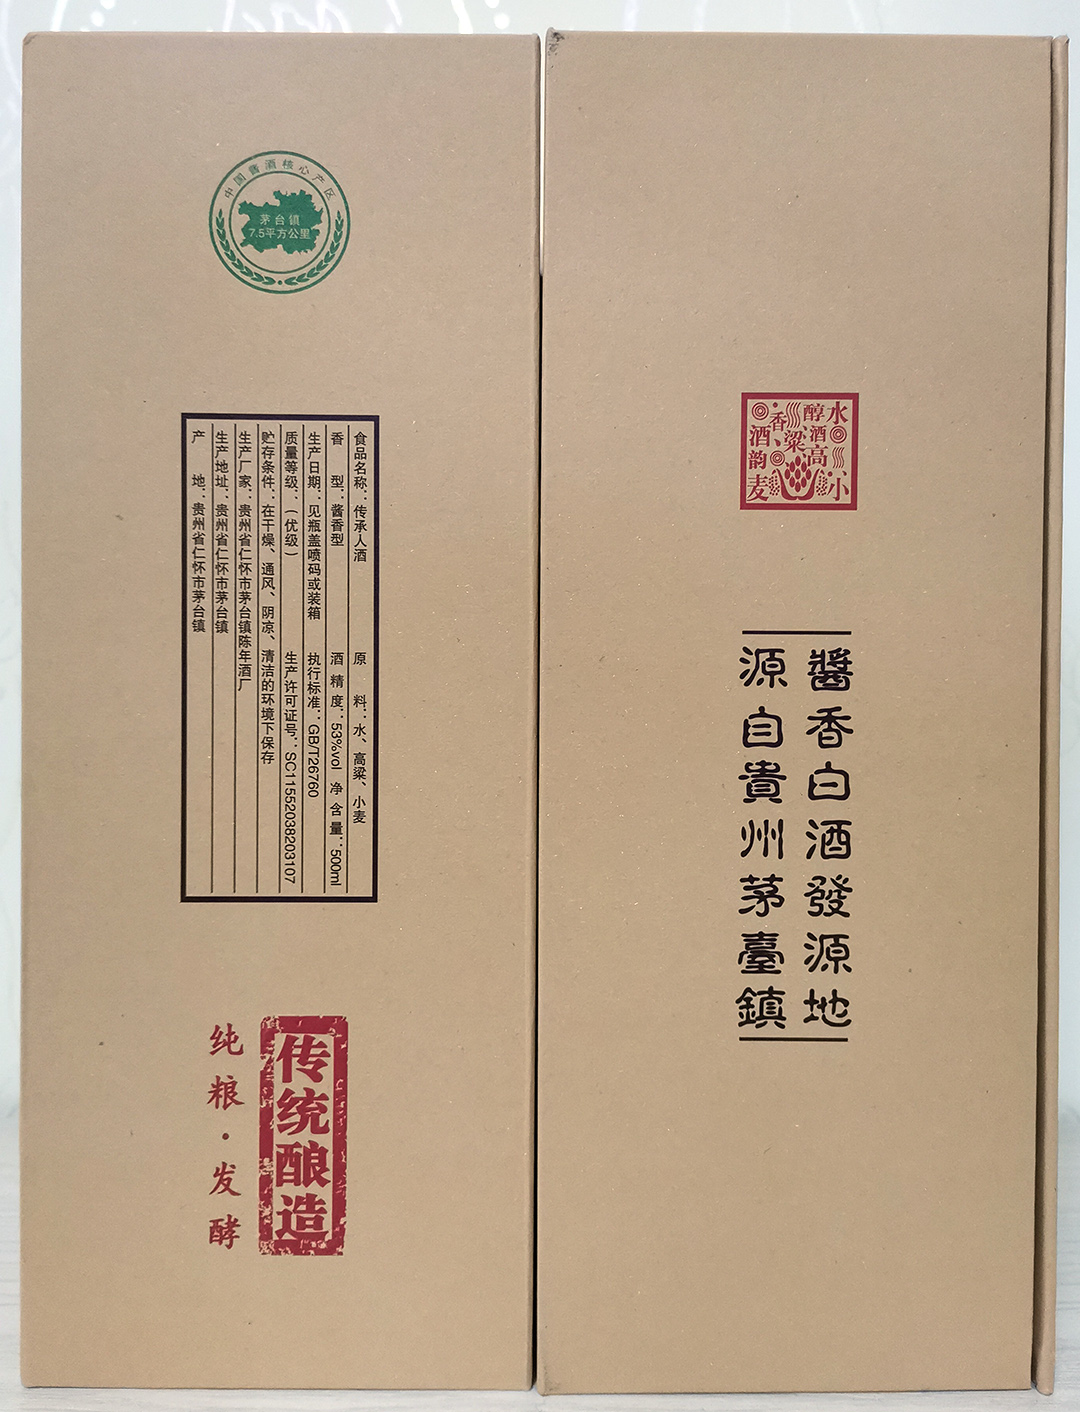 中国酱酒核心产区
茅台镇
7.5平方公里
食品名称：传承人酒 原 料：水、高粱、小麦
香 型：酱香型 酒精度：53%vol 净含量：500ml
生产日期：见瓶盖喷码或装箱 执行标准：GB/T26760
质量等级：（优级） 生产许可证号：SC11552038203107
贮存条件：在干燥、通风、阴凉、清洁的环境下保存
生产厂家：贵州省仁怀市茅台镇陈年酒厂
生产地址：贵州省仁怀市茅台镇
产 地：贵州省仁怀市茅台镇
传统酿造
纯粮·发酵
水小
醇酒高
香粱
酒韵麦
醬香白酒發源地
源自貴州茅臺鎮